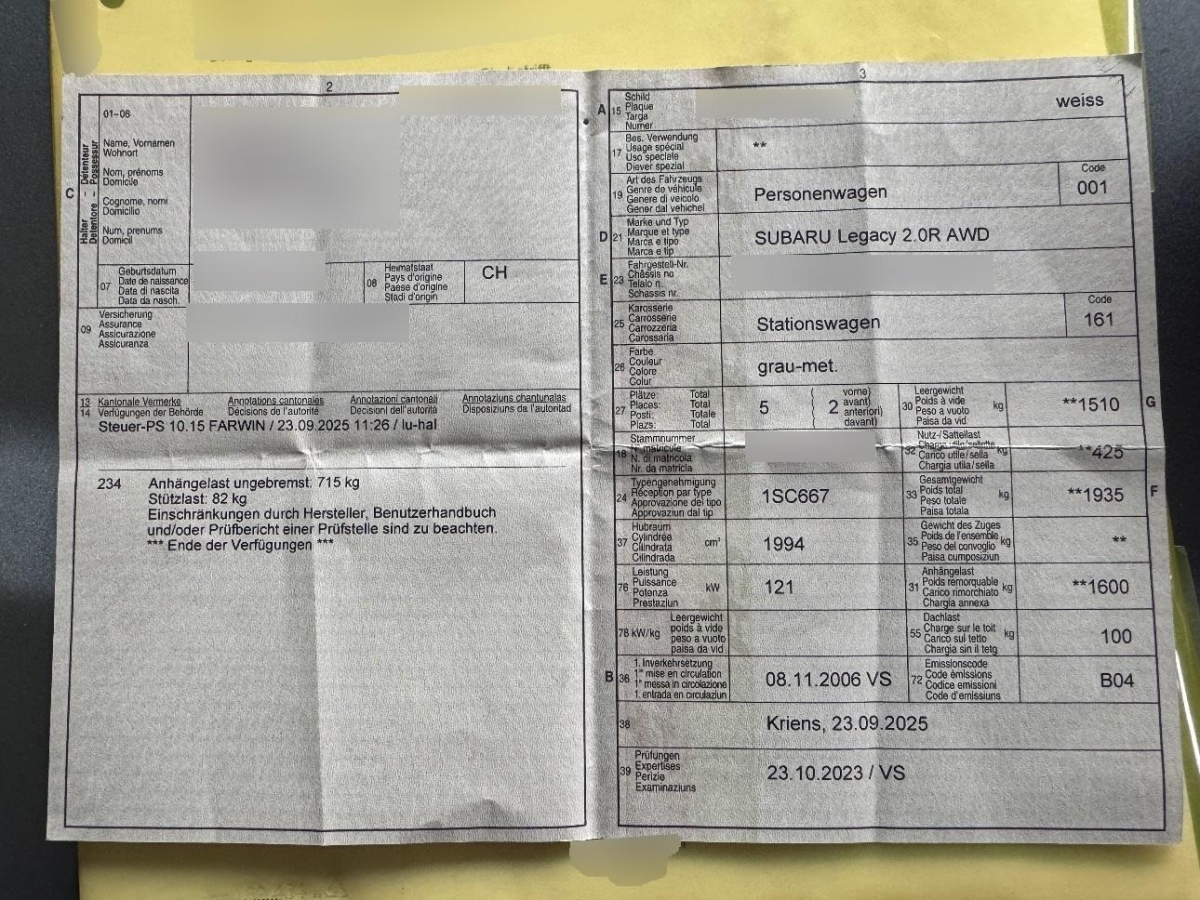 2
01-06
C
Halter – Détenteur
Detentore – Possessur
Name, Vornamen
Wohnort
Nom, prénoms
Domicile
Cognome, nomi
Domicilio
Num, prenums
Domicil
07
Geburtsdatum
Date de naissance
Data di nascita
Data da nasch.
08
Heimatstaat
Pays d'origine
Paese d'origine
Stadi d'origin
CH
09
Versicherung
Assurance
Assicurazione
Assicuranza
13 Kantonale Vermerke Annotations cantonales Annotazioni cantonali Annotaziuns chantunalas
14 Verfügungen der Behörde Décisions de l'autorité Decisioni dell'autorità Disposiziuns da l'autoritad
Steuer-PS 10.15 FARWIN / 23.09.2025 11:26 / lu-hal
234 Anhängelast ungebremst: 715 kg
Stützlast: 82 kg
Einschränkungen durch Hersteller, Benutzerhandbuch
und/oder Prüfbericht einer Prüfstelle sind zu beachten.
*** Ende der Verfügungen ***
3
A 15
Schild
Plaque
Targa
Numer
weiss
17
Bes. Verwendung
Usage spécial
Uso speciale
Diever spezial
**
19
Art des Fahrzeugs
Genre du véhicule
Genere di veicolo
Gener dal vehichel
Personenwagen
Code
001
D 21
Marke und Typ
Marque et type
Marca e tipo
Marca e tip
SUBARU Legacy 2.0R AWD
E 23
Fahrgestell-Nr.
Châssis no
Telaio n.
Schassis nr.
25
Karosserie
Carrosserie
Carrozzeria
Carossaria
Stationswagen
Code
161
26
Farbe
Couleur
Colore
Colur
grau-met.
27
Plätze: Total
Places: Total
Posti: Totale
Plazs: Total
5 ( 2
vorne)
avant)
anteriori)
davant)
30
Leergewicht
Poids à vide
Peso a vuoto
Paisa da vid
kg
**1510
G
18
Stammnummer
N. di matricola
Nr. da matricla
32
Nutz-/Sattellast
Carico utile/sella
Chargia utila/sella
**425
24
Typengenehmigung
Réception par type
Approvazione del tipo
Approvaziun dal tip
1SC667
33
Gesamtgewicht
Poids total
Peso totale
Paisa totala
kg
**1935
F
37
Hubraum
Cylindrée
Cilindrata
Cilindrada
cm³
1994
35
Gewicht des Zuges
Poids de l'ensemble
Peso del convoglio
Paisa cumposiziun
kg
**
76
Leistung
Puissance
Potenza
Prestaziun
kW
121
31
Anhängelast
Poids remorquable
Carico rimorchiato
Chargia annexa
kg
**1600
78 kW/kg
Leergewicht
poids à vide
peso a vuoto
paisa da vid
55
Dachlast
Charge sur le toit
Carico sul tetto
Chargia sin il tetg
kg
100
B 36
1. Inverkehrsetzung
1re mise en circulation
1a messa in circolazione
1. entrada en circulaziun
08.11.2006 VS
72
Emissionscode
Code émissions
Codice emissioni
Code d'emissiuns
B04
38
Kriens, 23.09.2025
39
Prüfungen
Expertises
Perizie
Examinaziuns
23.10.2023 / VS